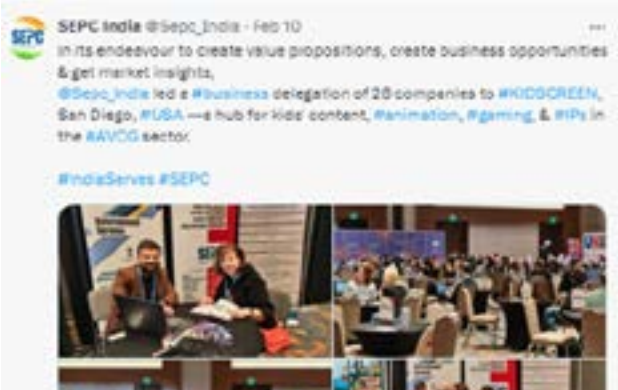 SEPC India @Sepc_India · Feb 10
In its endeavour to create value propositions, create business opportunities
& get market insights,
@Sepc_India led a #business delegation of 28 companies to #KIDSCREEN,
San Diego, #USA —a hub for kids' content, #animation, #gaming, & #IPs in
the #AVCG sector.
#IndiaServes #SEPC
SEPC